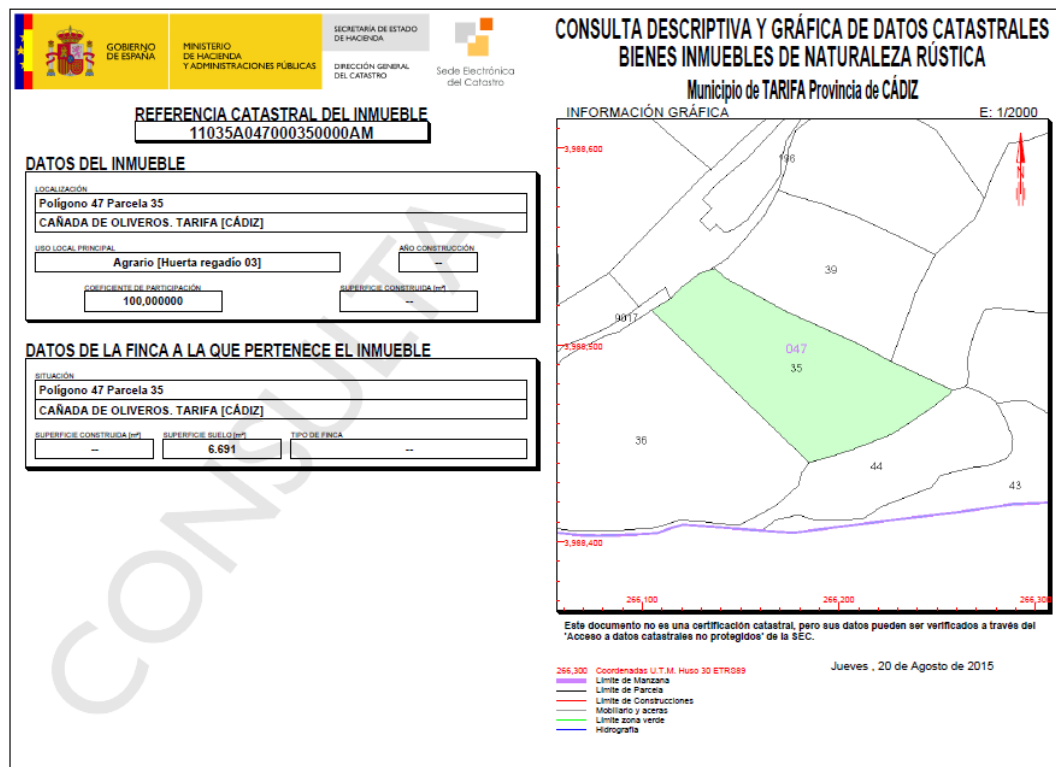 GOBIERNO
DE ESPAÑA
MINISTERIO
DE HACIENDA
Y ADMINISTRACIONES PÚBLICAS
SECRETARÍA DE ESTADO
DE HACIENDA
DIRECCIÓN GENERAL
DEL CATASTRO
Sede Electrónica
del Catastro
CONSULTA DESCRIPTIVA Y GRÁFICA DE DATOS CATASTRALES
BIENES INMUEBLES DE NATURALEZA RÚSTICA
Municipio de TARIFA Provincia de CÁDIZ
REFERENCIA CATASTRAL DEL INMUEBLE
11035A047000350000AM
DATOS DEL INMUEBLE
LOCALIZACIÓN
Polígono 47 Parcela 35
CAÑADA DE OLIVEROS. TARIFA [CÁDIZ]
USO LOCAL PRINCIPAL
Agrario [Huerta regadío 03]
AÑO CONSTRUCCIÓN
--
COEFICIENTE DE PARTICIPACIÓN
100,000000
SUPERFICIE CONSTRUIDA [m²]
--
DATOS DE LA FINCA A LA QUE PERTENECE EL INMUEBLE
SITUACIÓN
Polígono 47 Parcela 35
CAÑADA DE OLIVEROS. TARIFA [CÁDIZ]
SUPERFICIE CONSTRUIDA [m²]
--
SUPERFICIE SUELO [m²]
6.691
TIPO DE FINCA
--
CONSULTA
INFORMACIÓN GRÁFICA
E: 1/2000
3,988,600
196
N
39
9017
3,988,500
047
35
36
44
43
3,988,400
266,100
266,200
266,300
Este documento no es una certificación catastral, pero sus datos pueden ser verificados a través del
'Acceso a datos catastrales no protegidos' de la SEC.
266,300 Coordenadas U.T.M. Huso 30 ETRS89
Límite de Manzana
Límite de Parcela
Límite de Construcciones
Mobiliario y aceras
Límite zona verde
Hidrografía
Jueves , 20 de Agosto de 2015